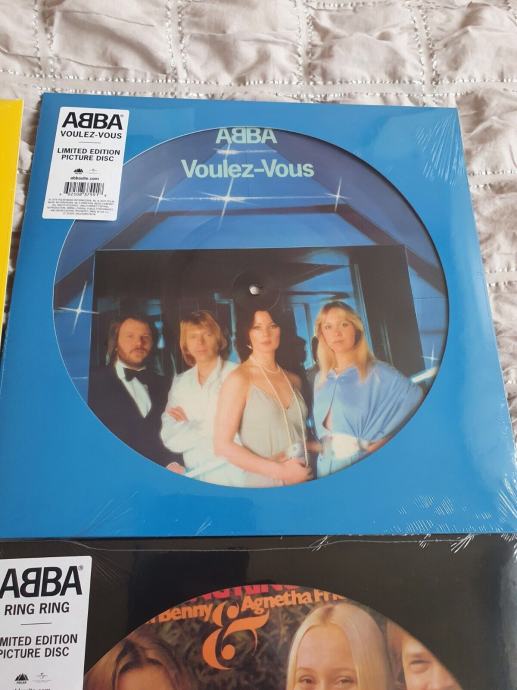 ABBA
VOULEZ-VOUS
LIMITED EDITION
PICTURE DISC
abbasite.com
ABBA
Voulez-Vous
ABBA
RING RING
LIMITED EDITION
PICTURE DISC
Benny & Agnetha